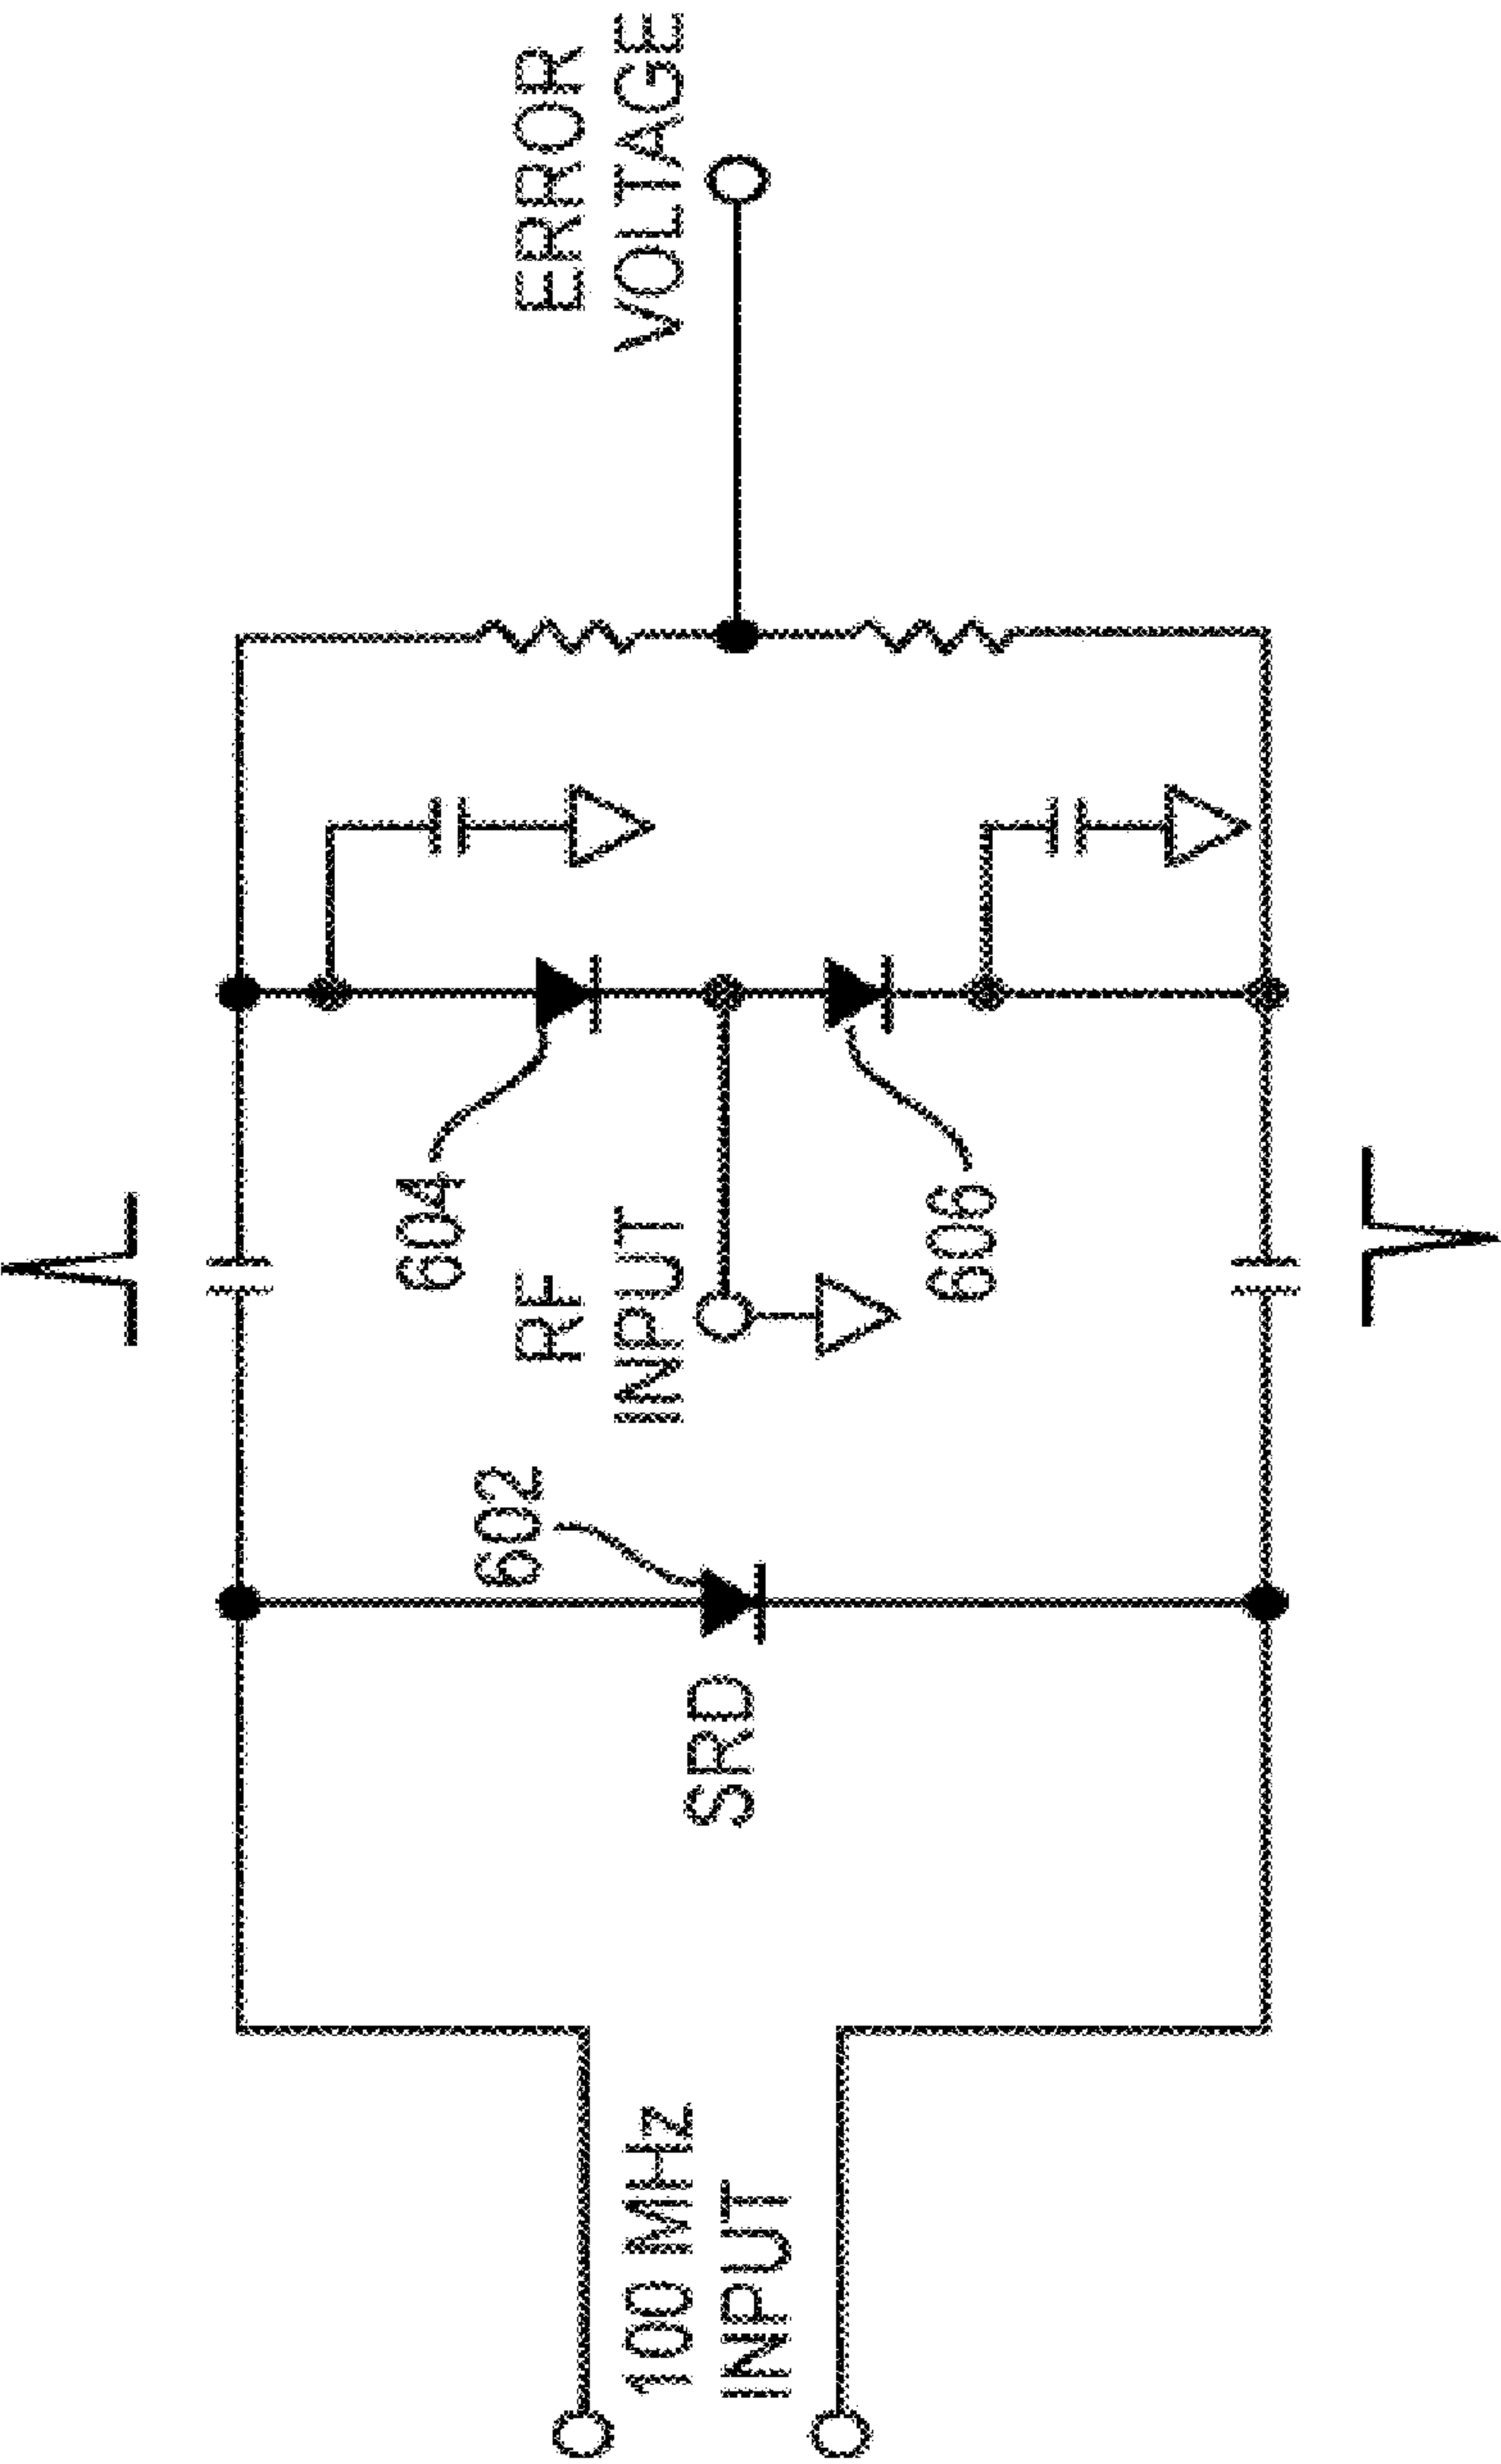 100 MHz
INPUT
SRD
602
RF
INPUT
604
606
ERROR
VOLTAGE